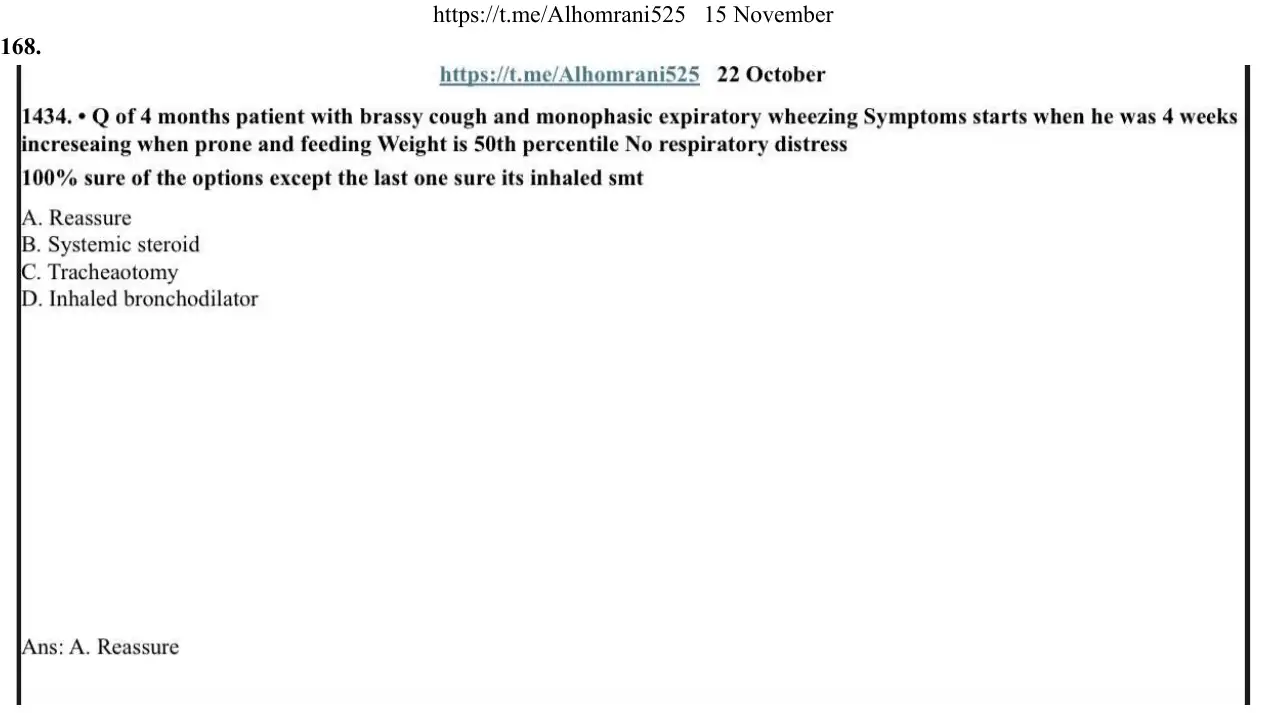 https://t.me/Alhomrani525 15 November
168.
https://t.me/Alhomrani525 22 October
1434. • Q of 4 months patient with brassy cough and monophasic expiratory wheezing Symptoms starts when he was 4 weeks
increseaing when prone and feeding Weight is 50th percentile No respiratory distress
100% sure of the options except the last one sure its inhaled smt
A. Reassure
B. Systemic steroid
C. Tracheaotomy
D. Inhaled bronchodilator
Ans: A. Reassure